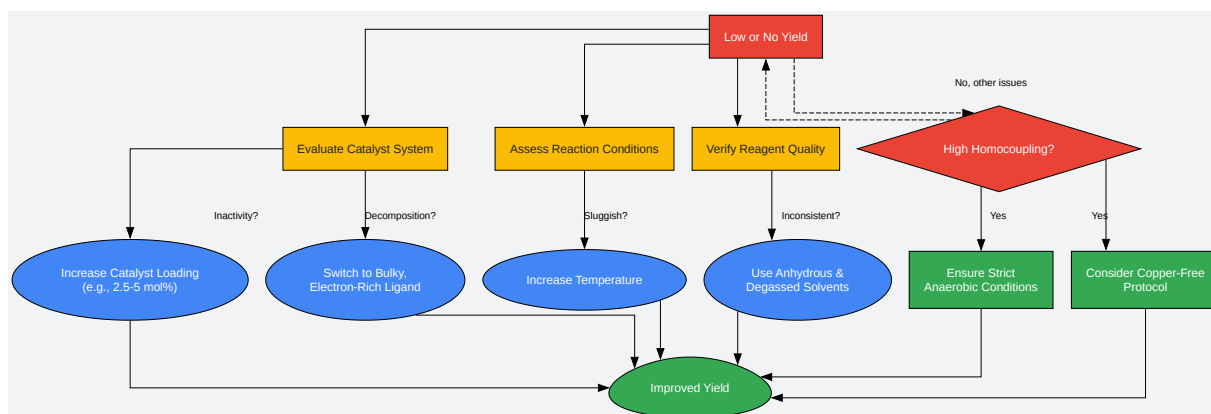 Low or No Yield
No, other issues
Evaluate Catalyst System
Assess Reaction Conditions
Verify Reagent Quality
High Homocoupling?
Inactivity?
Decomposition?
Sluggish?
Inconsistent?
Yes
Yes
Increase Catalyst Loading
(e.g., 2.5-5 mol%)
Switch to Bulky,
Electron-Rich Ligand
Increase Temperature
Use Anhydrous &
Degassed Solvents
Ensure Strict
Anaerobic Conditions
Consider Copper-Free
Protocol
Improved Yield